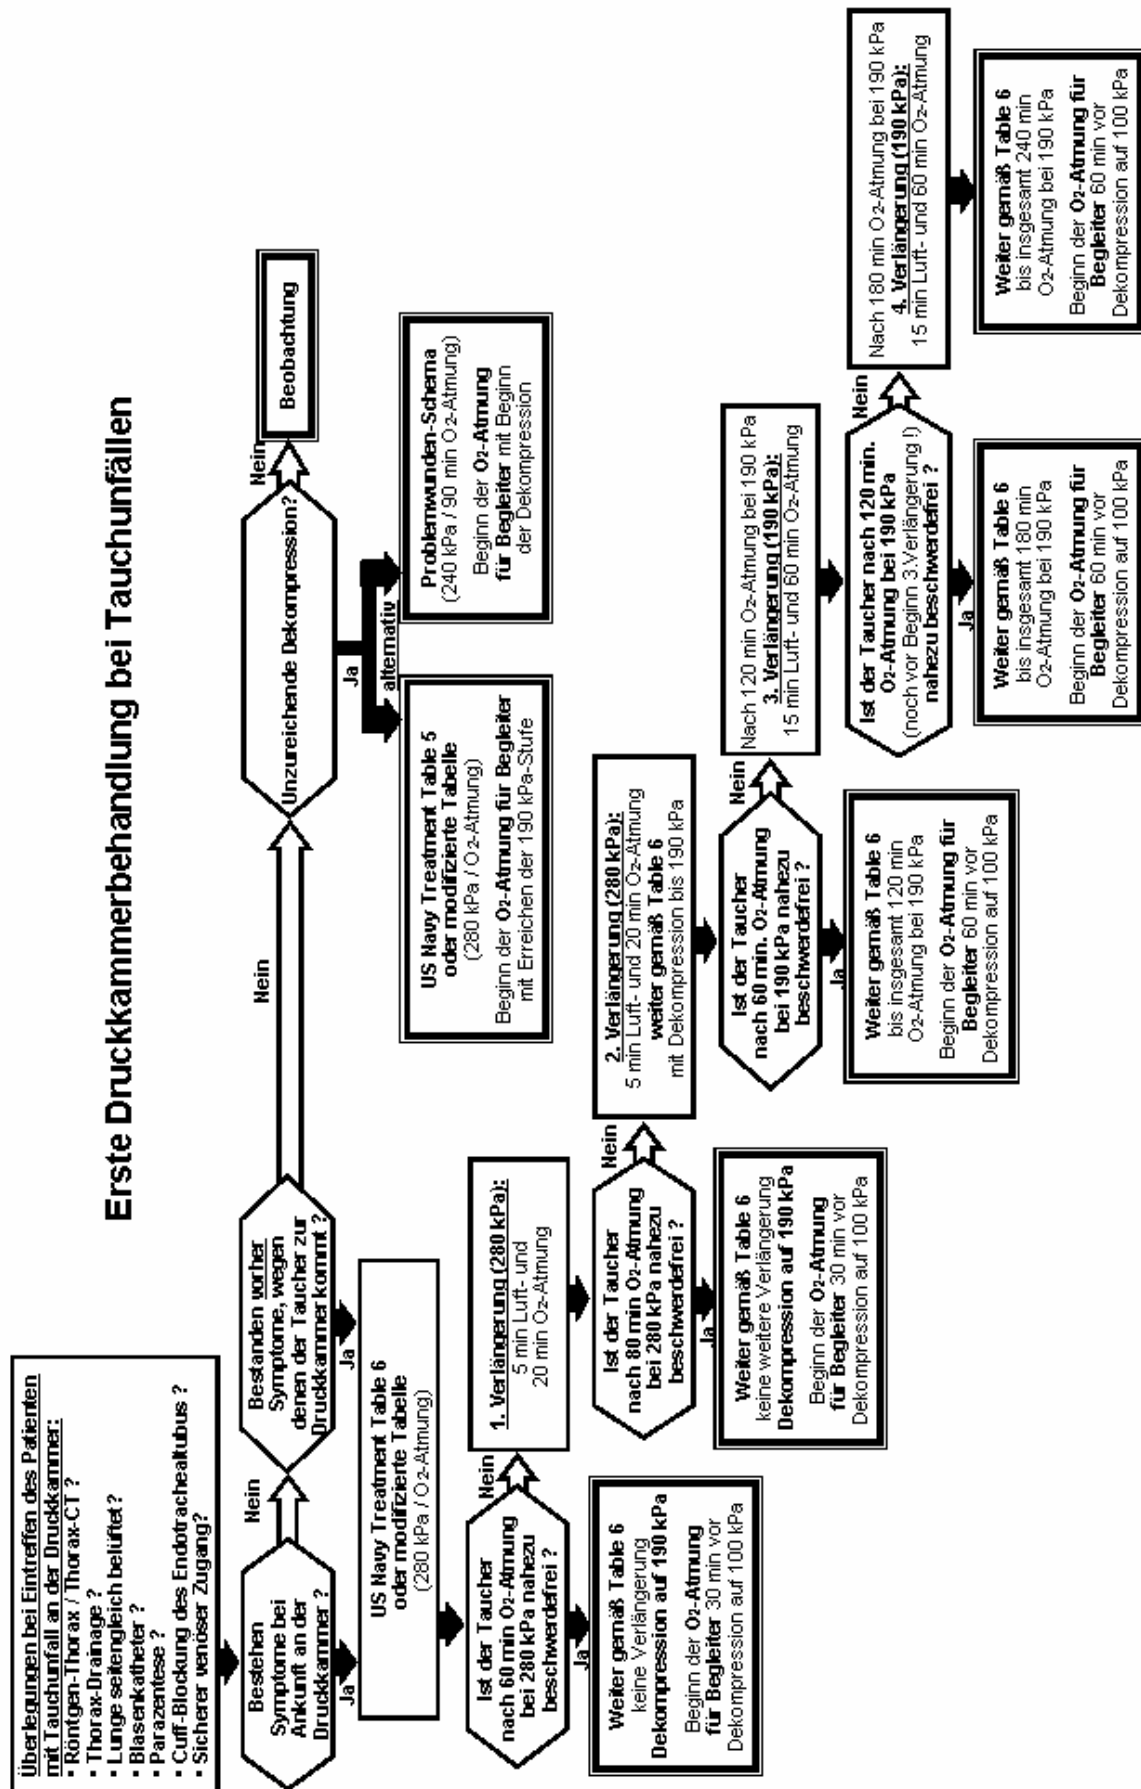 Erste Druckkammerbehandlung bei Tauchunfällen
Überlegungen bei Eintreffen des Patienten
mit Tauchunfall an der Druckkammer:
• Röntgen-Thorax / Thorax-CT ?
• Thorax-Drainage ?
• Lunge seitengleich belüftet ?
• Blasenkatheter ?
• Parazentese ?
• Cuff-Blockung des Endotrachealtubus ?
• Sicherer venöser Zugang?
Bestehen
Symptome bei
Ankunft an der
Druckkammer ?
Nein
Ja
Bestanden vorher
Symptome, wegen
denen der Taucher zur
Druckkammer kommt ?
Nein
Ja
Unzureichende Dekompression?
Nein
Beobachtung
Ja
alternativ
US Navy Treatment Table 5
oder modifizierte Tabelle
(280 kPa / O2-Atmung)
Beginn der O2-Atmung für Begleiter
mit Erreichen der 190 kPa-Stufe
Problemwunden-Schema
(240 kPa / 90 min O2-Atmung)
Beginn der O2-Atmung
für Begleiter mit Beginn
der Dekompression
US Navy Treatment Table 6
oder modifizierte Tabelle
(280 kPa / O2-Atmung)
Ist der Taucher
nach 60 min O2-Atmung
bei 280 kPa nahezu
beschwerdefrei ?
Nein
Ja
Weiter gemäß Table 6
keine Verlängerung
Dekompression auf 190 kPa
Beginn der O2-Atmung
für Begleiter 30 min vor
Dekompression auf 100 kPa
1. Verlängerung (280 kPa):
5 min Luft- und
20 min O2-Atmung
Ist der Taucher
nach 80 min O2-Atmung
bei 280 kPa nahezu
beschwerdefrei ?
Nein
Ja
Weiter gemäß Table 6
keine weitere Verlängerung
Dekompression auf 190 kPa
Beginn der O2-Atmung
für Begleiter 30 min vor
Dekompression auf 100 kPa
2. Verlängerung (280 kPa):
5 min Luft- und 20 min O2-Atmung
weiter gemäß Table 6
mit Dekompression bis 190 kPa
Ist der Taucher
nach 60 min. O2-Atmung
bei 190 kPa nahezu
beschwerdefrei ?
Nein
Ja
Weiter gemäß Table 6
bis insgesamt 120 min
O2-Atmung bei 190 kPa
Beginn der O2-Atmung für
Begleiter 60 min vor
Dekompression auf 100 kPa
Nach 120 min O2-Atmung bei 190 kPa
3. Verlängerung (190 kPa):
15 min Luft- und 60 min O2-Atmung
Ist der Taucher nach 120 min.
O2-Atmung bei 190 kPa
(noch vor Beginn 3.Verlängerung !)
nahezu beschwerdefrei ?
Nein
Ja
Weiter gemäß Table 6
bis insgesamt 180 min
O2-Atmung bei 190 kPa
Beginn der O2-Atmung für
Begleiter 60 min vor
Dekompression auf 100 kPa
Nach 180 min O2-Atmung bei 190 kPa
4. Verlängerung (190 kPa):
15 min Luft- und 60 min O2-Atmung
Weiter gemäß Table 6
bis insgesamt 240 min
O2-Atmung bei 190 kPa
Beginn der O2-Atmung für
Begleiter 60 min vor
Dekompression auf 100 kPa